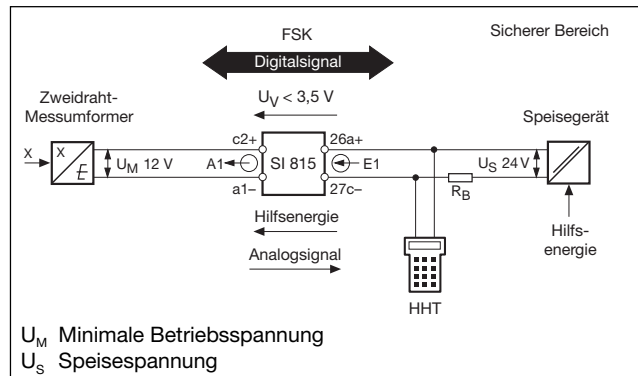 FSK
Sicherer Bereich
Digitalsignal
Zweidraht-
Messumformer
U_V < 3,5 V
Speisegerät
c2+
26a+
X
X
E
U_M 12 V
A1
SI 815
E1
U_S 24 V
a1–
27c–
R_B
Hilfsenergie
Analogsignal
Hilfs-
energie
HHT
U_M Minimale Betriebsspannung
U_S Speisespannung